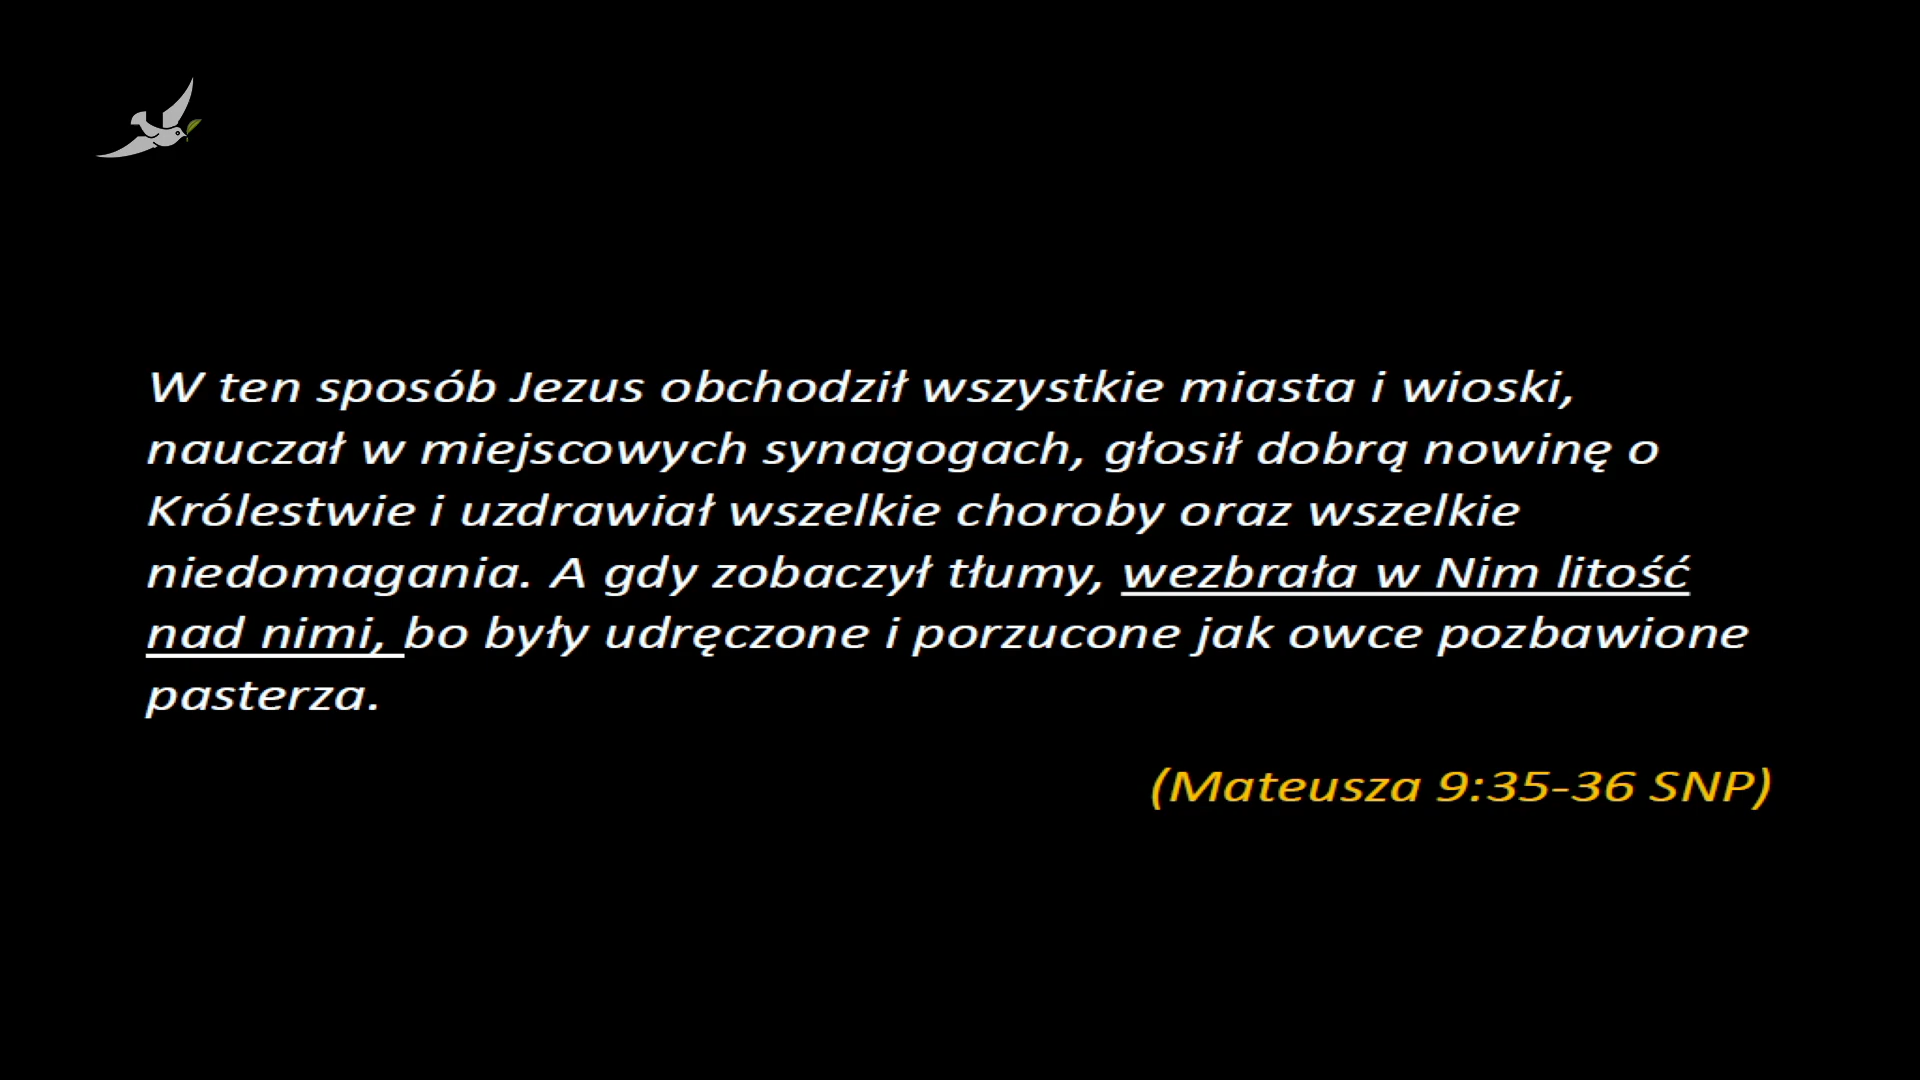 W ten sposób Jezus obchodził wszystkie miasta i wioski,
nauczał w miejscowych synagogach, głosił dobrą nowinę o
Królestwie i uzdrawiał wszelkie choroby oraz wszelkie
niedomagania. A gdy zobaczył tłumy, wezbrała w Nim litość
nad nimi, bo były udręczone i porzucone jak owce pozbawione
pasterza.
(Mateusza 9:35-36 SNP)